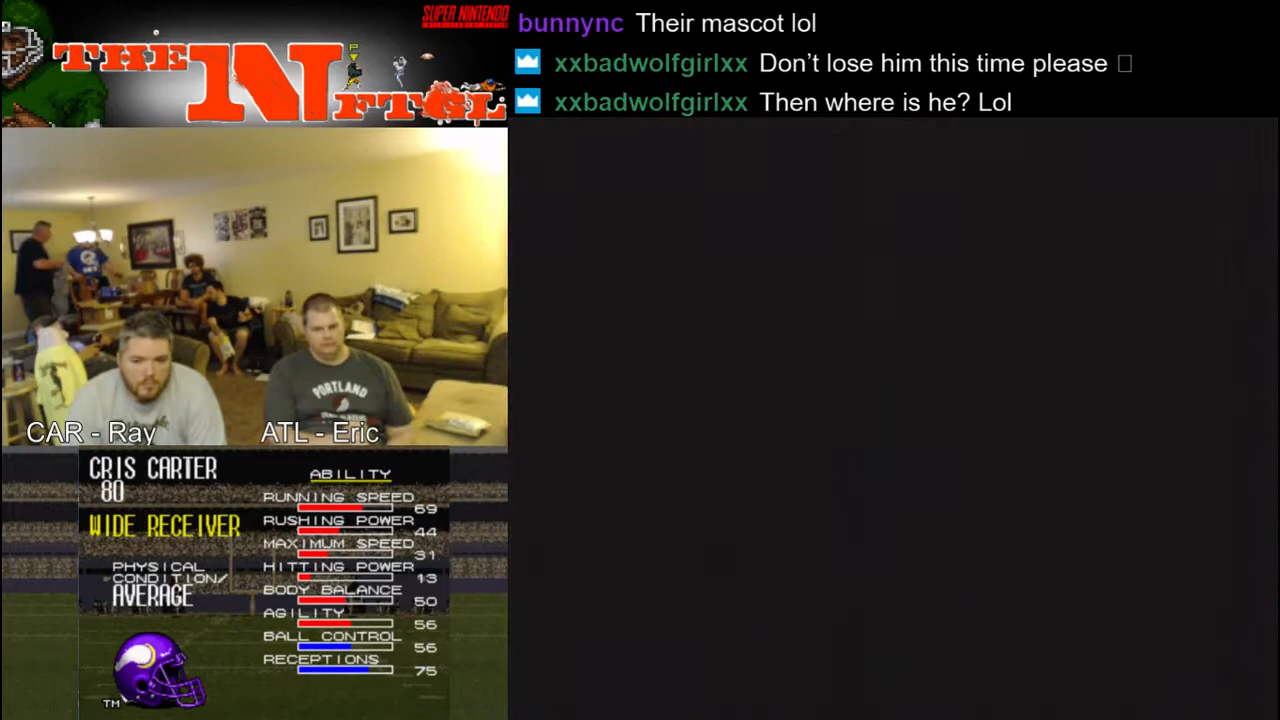 SUPER NINTENDO
THE
N
FTGL
bunnync Their mascot lol
xxbadwolfgirlxx Don't lose him this time please
xxbadwolfgirlxx Then where is he? Lol
PORTLAND
CAR - Ray
ATL - Eric
CRIS CARTER
80
WIDE RECEIVER
PHYSICAL
CONDITION/
AVERAGE
TM
ABILITY
RUNNING SPEED
69
RUSHING POWER
44
MAXIMUM SPEED
31
HITTING POWER
13
BODY BALANCE
50
AGILITY
56
BALL CONTROL
56
RECEPTIONS
75